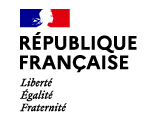 RÉPUBLIQUE
FRANÇAISE
Liberté
Égalité
Fraternité